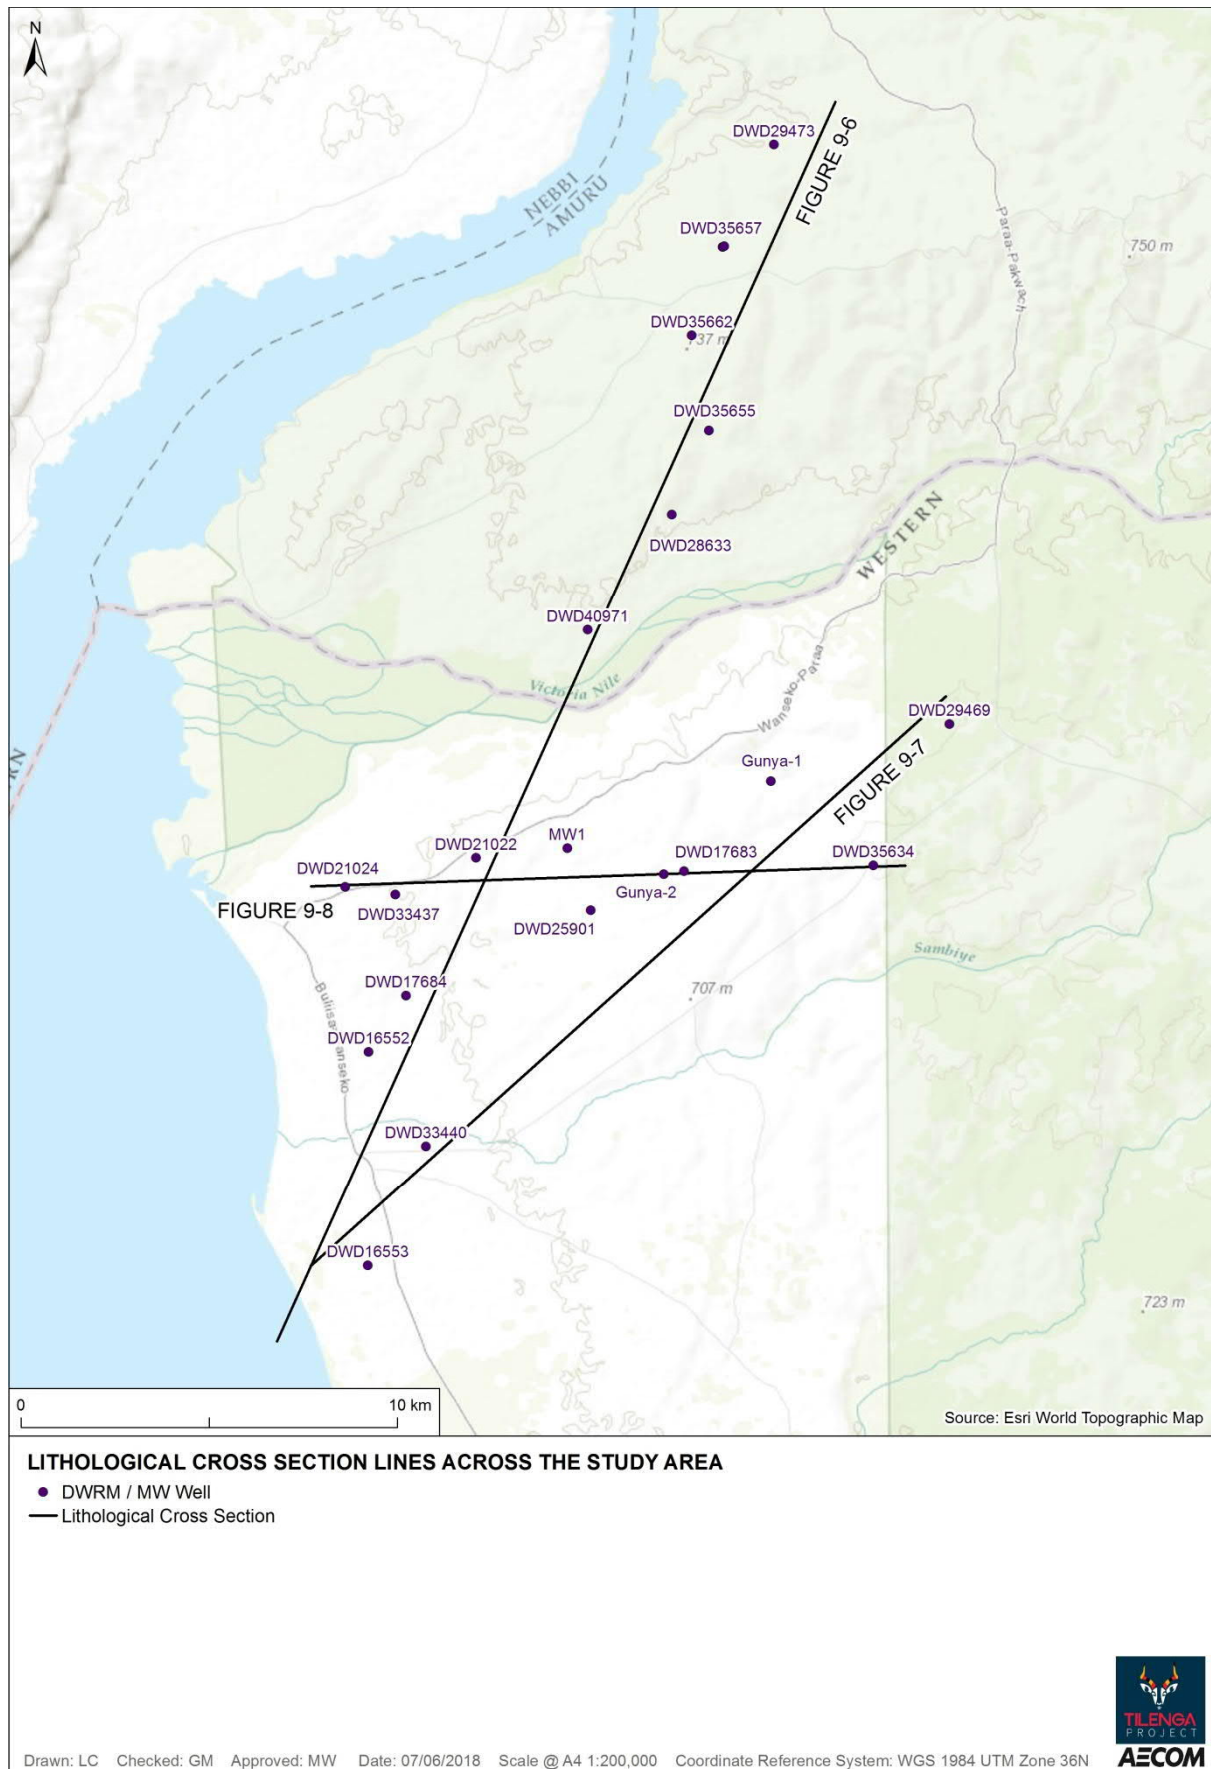 N
DWD29473
FIGURE 9-6
NEBBI
AMURU
DWD35657
Paraa-Pakwach
750 m
DWD35662
737 m
DWD35655
DWD28633
WESTERN
DWD40971
Victoria Nile
Wanseko-Paraa
DWD29469
RN
Gunya-1
FIGURE 9-7
MW1
DWD21022
DWD17683
DWD35634
DWD21024
Gunya-2
DWD33437
FIGURE 9-8
DWD25901
Sambiye
DWD17684
707 m
DWD16552
DWD33440
DWD16553
723 m
0
10 km
Source: Esri World Topographic Map
LITHOLOGICAL CROSS SECTION LINES ACROSS THE STUDY AREA
DWRM / MW Well
Lithological Cross Section
TILENGA
PROJECT
Drawn: LC Checked: GM Approved: MW Date: 07/06/2018 Scale @ A4 1:200,000 Coordinate Reference System: WGS 1984 UTM Zone 36N
AECOM